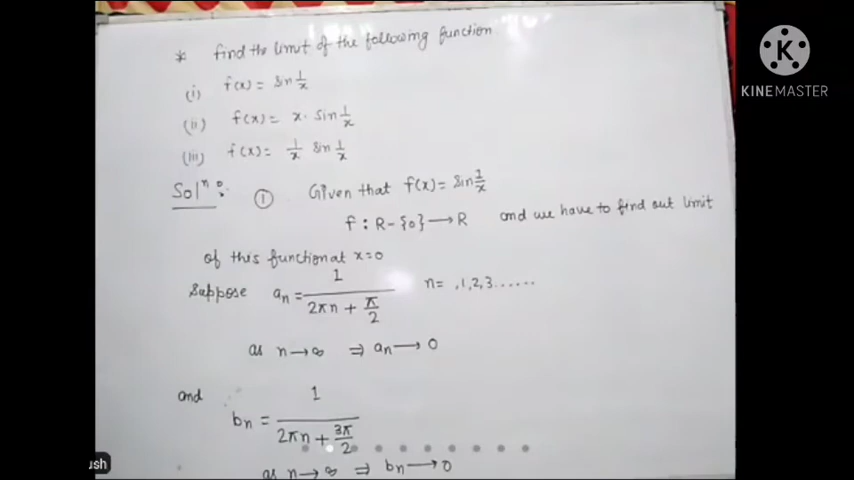 * find the limit of the following function
(i) f(x) = sin 1/x
(ii) f(x) = x. sin 1/x
(iii) f(x) = 1/x sin 1/x
Solⁿ: ① Given that f(x) = sin 1/x
f : R - {0} → R and we have to find out limit
of this function at x = 0
Suppose aₙ = 1/(2πn + π/2) n = ,1,2,3......
as n → ∞ ⇒ aₙ → 0
and
bₙ = 1/(2πn + 3π/2)
as n → ∞ ⇒ bₙ → 0
ush
KINEMASTER